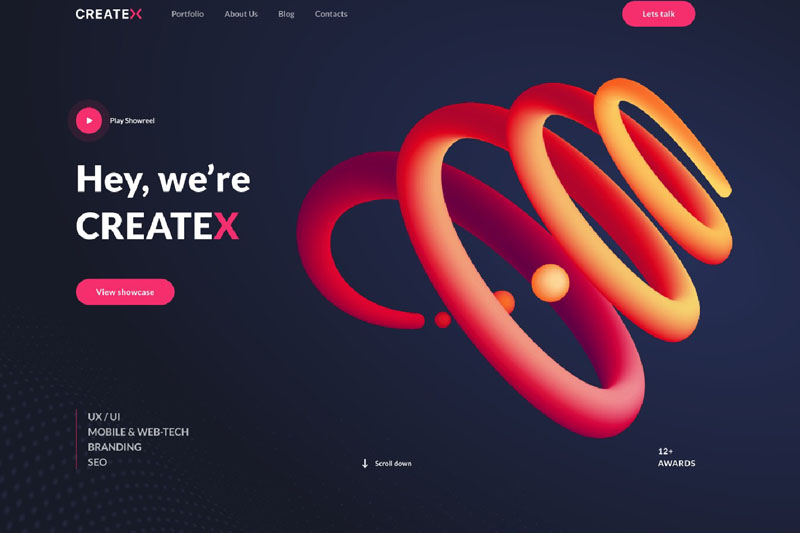 CREATEX
Portfolio
About Us
Blog
Contacts
Lets talk
Play Showreel
Hey, we’re
CREATEX
View showcase
UX / UI
MOBILE & WEB-TECH
BRANDING
SEO
Scroll down
12+
AWARDS